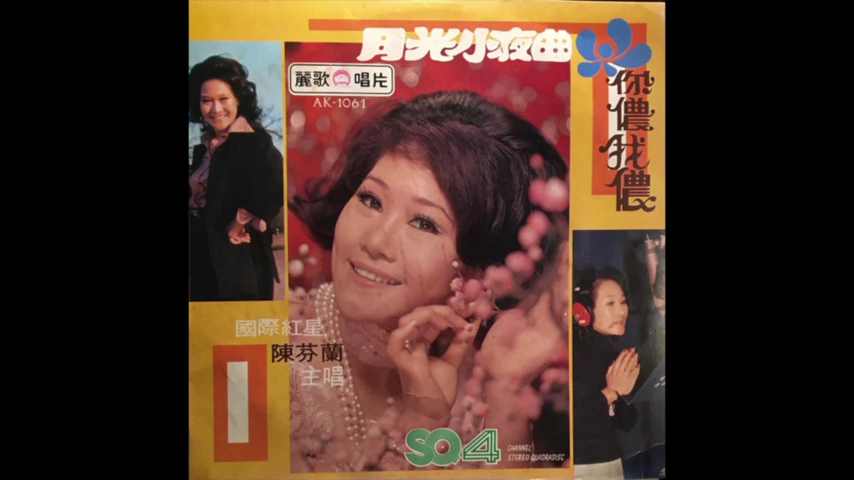 月光小夜曲
麗歌唱片
AK-1061
你儂我儂
國際紅星
陳芬蘭
主唱
SQ4
CHANNEL
STEREO QUADRADISC